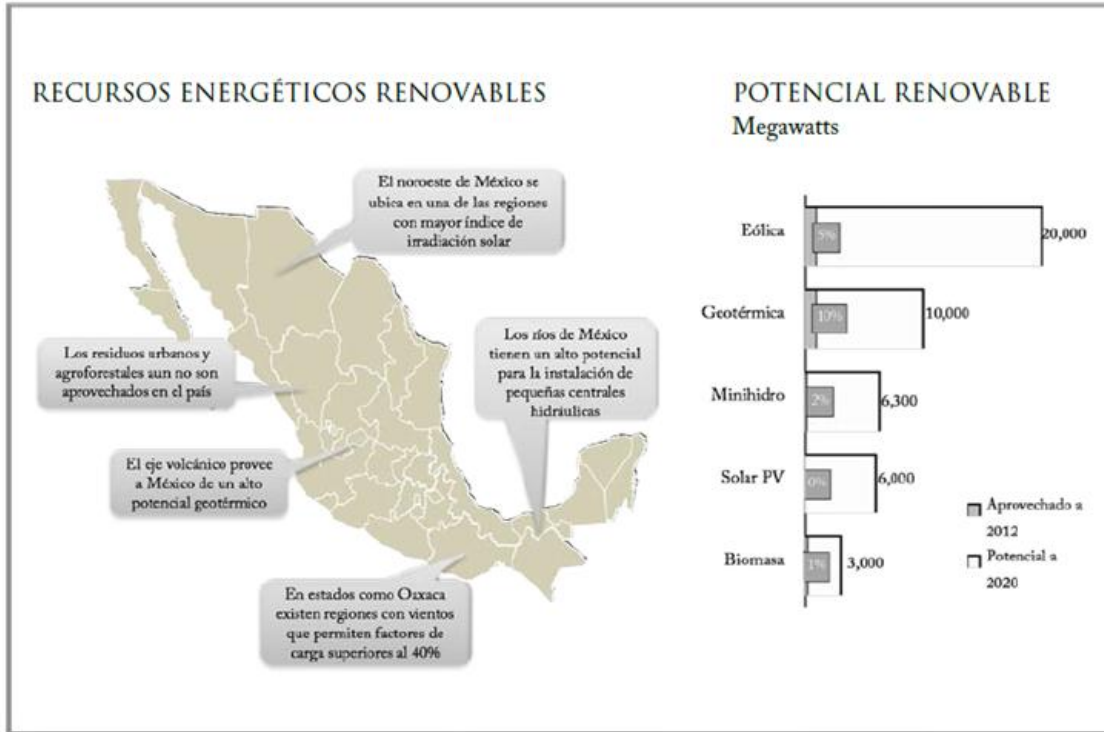 RECURSOS ENERGÉTICOS RENOVABLES
El noroeste de México se
ubica en una de las regiones
con mayor índice de
irradiación solar
Los residuos urbanos y
agroforestales aun no son
aprovechados en el país
Los ríos de México
tienen un alto potencial
para la instalación de
pequeñas centrales
hidráulicas
El eje volcánico provee
a México de un alto
potencial geotérmico
En estados como Oaxaca
existen regiones con vientos
que permiten factores de
carga superiores al 40%
POTENCIAL RENOVABLE
Megawatts
Eólica 5% 20,000
Geotérmica 10% 10,000
Minihidro 2% 6,300
Solar PV 0% 6,000
Biomasa 1% 3,000
Aprovechado a
2012
Potencial a
2020